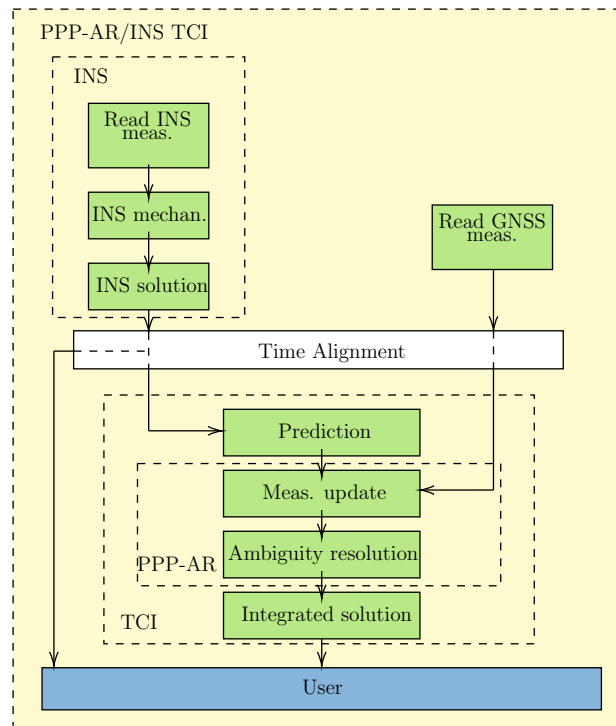 PPP-AR/INS TCI
INS
Read INS
meas.
INS mechan.
INS solution
Read GNSS
meas.
Time Alignment
Prediction
Meas. update
Ambiguity resolution
PPP-AR
Integrated solution
TCI
User